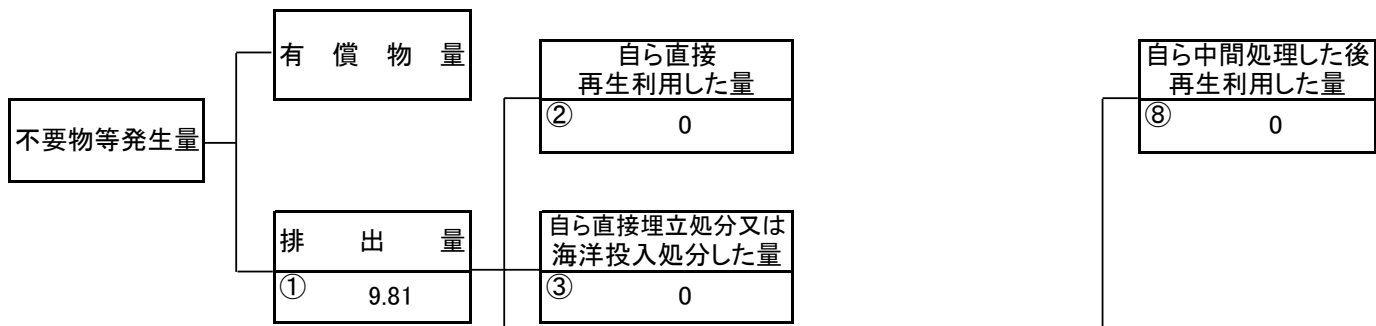 有 償 物 量
自ら直接
再生利用した量
② 0
自ら中間処理した後
再生利用した量
⑧ 0
不要物等発生量
排 出 量
① 9.81
自ら直接埋立処分又は
海洋投入処分した量
③ 0